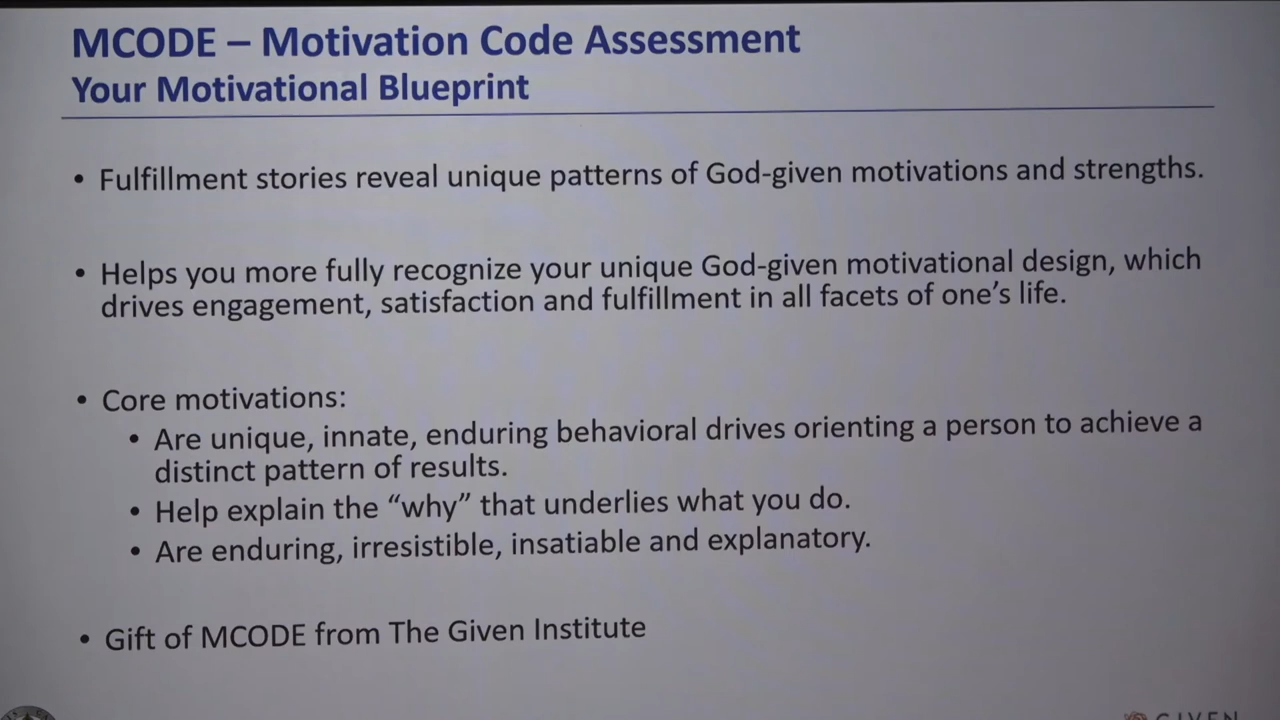 MCODE – Motivation Code Assessment
Your Motivational Blueprint
• Fulfillment stories reveal unique patterns of God-given motivations and strengths.
• Helps you more fully recognize your unique God-given motivational design, which
drives engagement, satisfaction and fulfillment in all facets of one's life.
• Core motivations:
• Are unique, innate, enduring behavioral drives orienting a person to achieve a
distinct pattern of results.
• Help explain the “why” that underlies what you do.
• Are enduring, irresistible, insatiable and explanatory.
• Gift of MCODE from The Given Institute
GIVEN